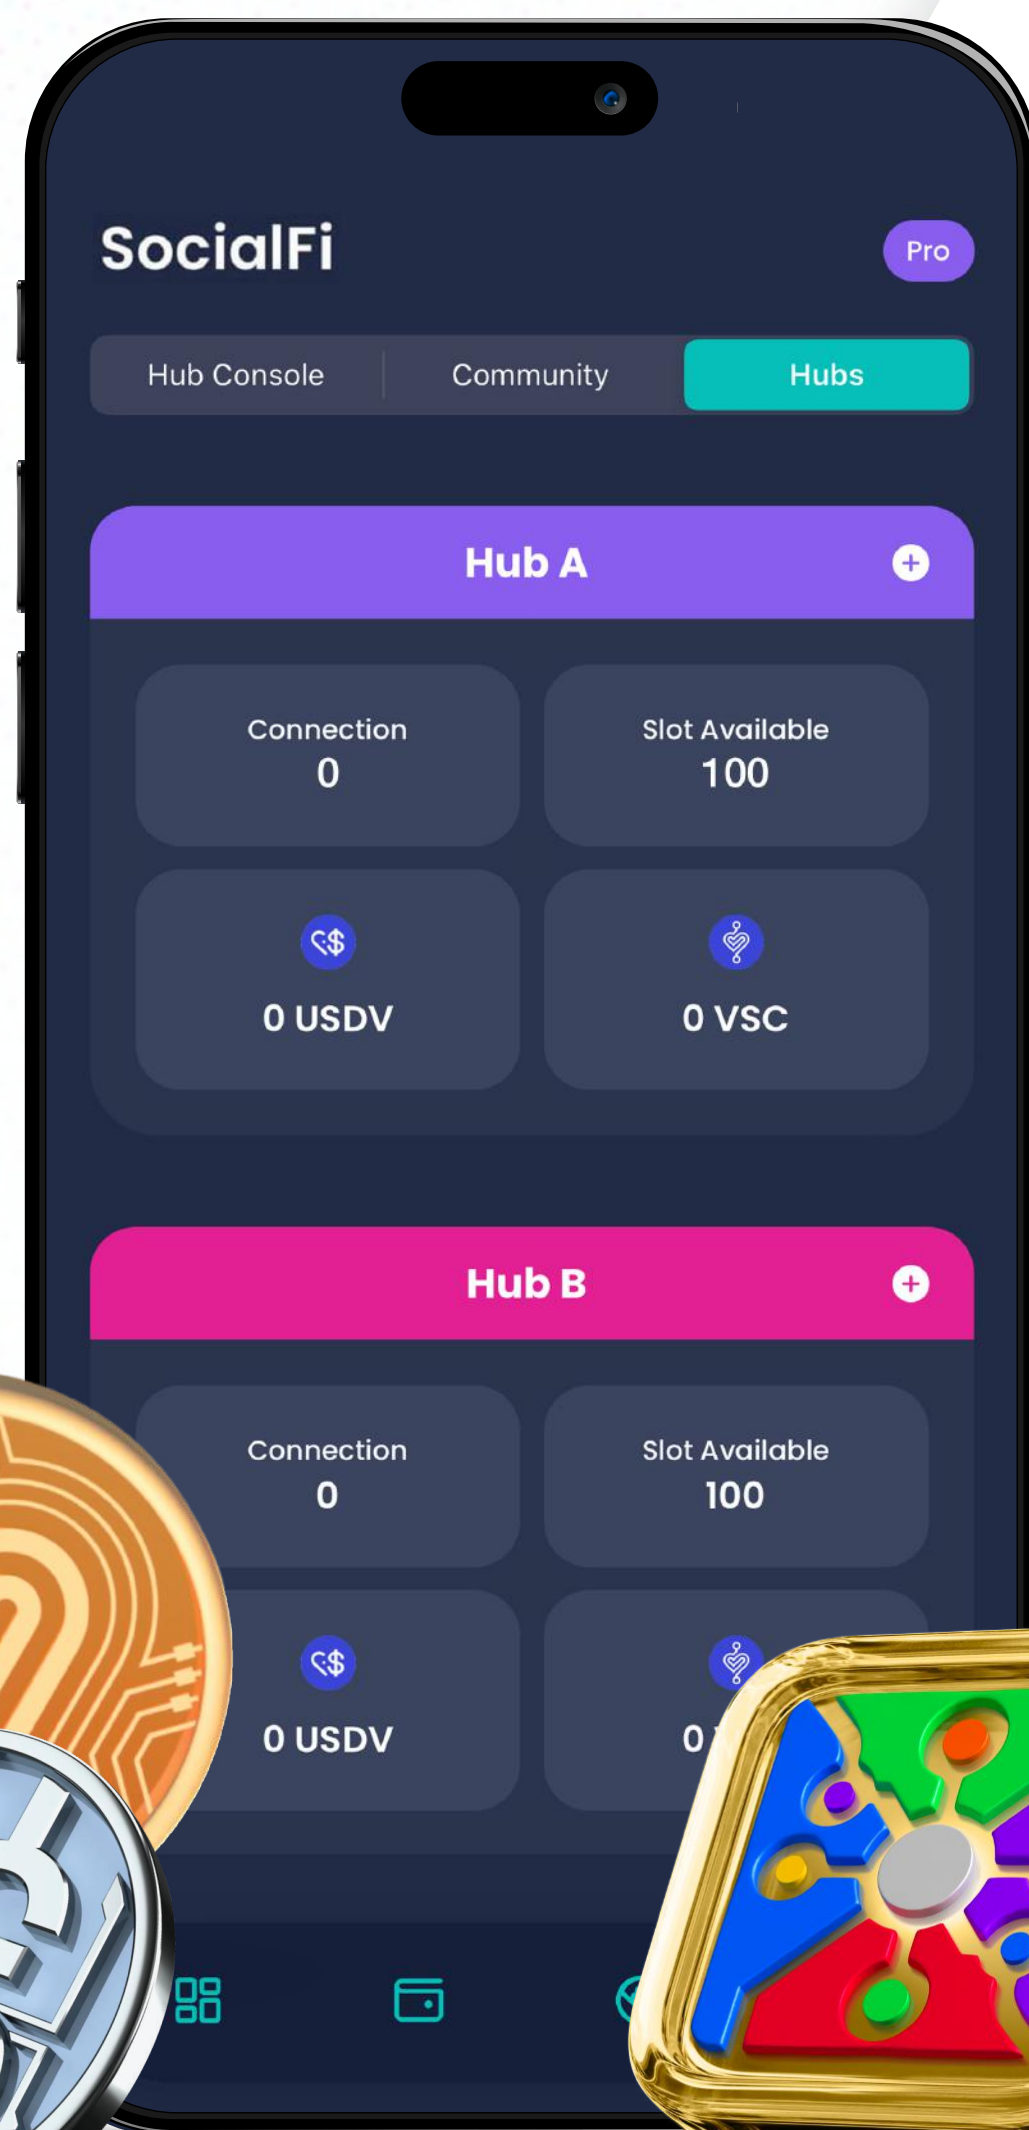 SocialFi
Pro
Hub Console
Community
Hubs
Hub A
Connection
0
Slot Available
100
0 USDV
0 VSC
Hub B
Connection
0
Slot Available
100
0 USDV
0